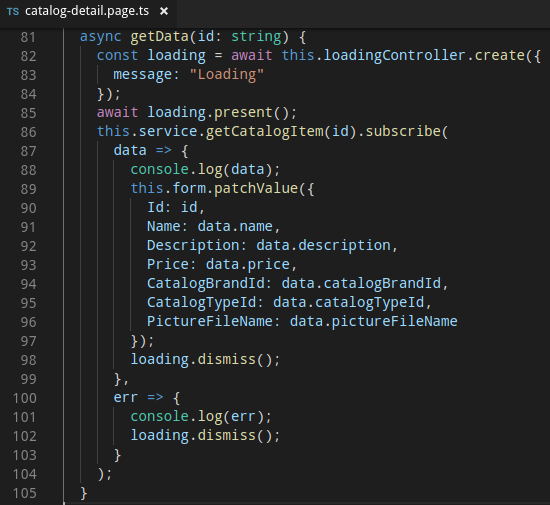 TS catalog-detail.page.ts ×
81 async getData(id: string) {
82 const loading = await this.loadingController.create({
83 message: "Loading"
84 });
85 await loading.present();
86 this.service.getCatalogItem(id).subscribe(
87 data => {
88 console.log(data);
89 this.form.patchValue({
90 Id: id,
91 Name: data.name,
92 Description: data.description,
93 Price: data.price,
94 CatalogBrandId: data.catalogBrandId,
95 CatalogTypeId: data.catalogTypeId,
96 PictureFileName: data.pictureFileName
97 });
98 loading.dismiss();
99 },
100 err => {
101 console.log(err);
102 loading.dismiss();
103 }
104 );
105 }